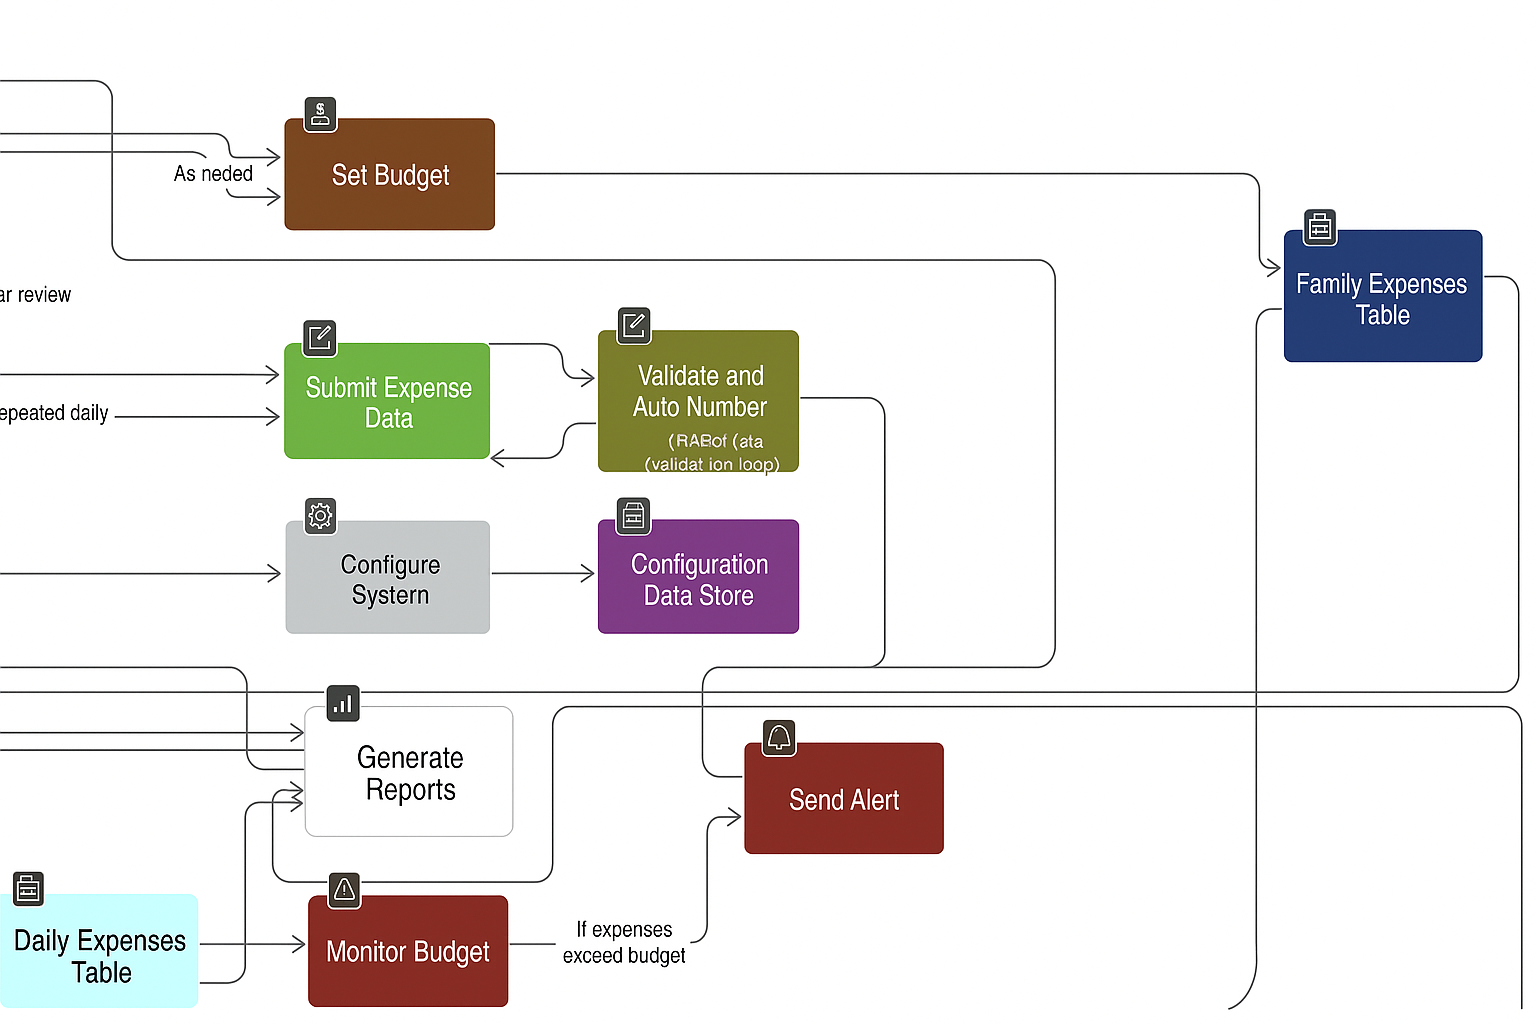 Set Budget
As neded
Family Expenses
Table
ar review
Submit Expense
Data
Validate and
Auto Number
(validat ion loop)
epeated daily
Configure
Systern
Configuration
Data Store
Generate
Reports
Send Alert
If expenses
exceed budget
Daily Expenses
Table
Monitor Budget